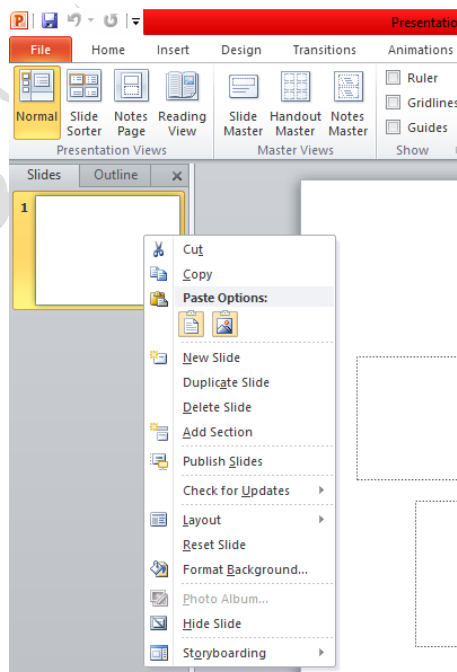 Presentatio
File Home Insert Design Transitions Animations
Normal Slide Sorter Notes Page Reading View Slide Master Handout Master Notes Master
Ruler
Gridlines
Guides
Presentation Views Master Views Show
Slides Outline
1
Cut
Copy
Paste Options:
New Slide
Duplicate Slide
Delete Slide
Add Section
Publish Slides
Check for Updates
Layout
Reset Slide
Format Background...
Photo Album...
Hide Slide
Storyboarding